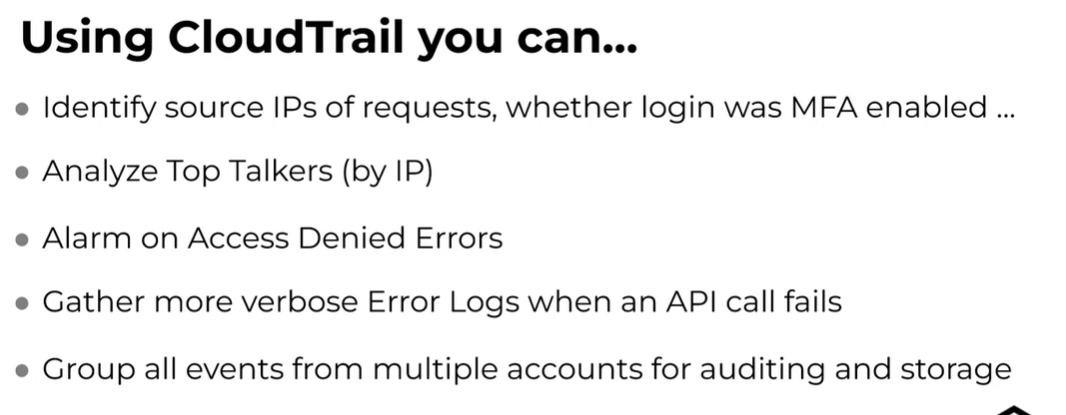 Using CloudTrail you can...
• Identify source IPs of requests, whether login was MFA enabled ...
• Analyze Top Talkers (by IP)
• Alarm on Access Denied Errors
• Gather more verbose Error Logs when an API call fails
• Group all events from multiple accounts for auditing and storage